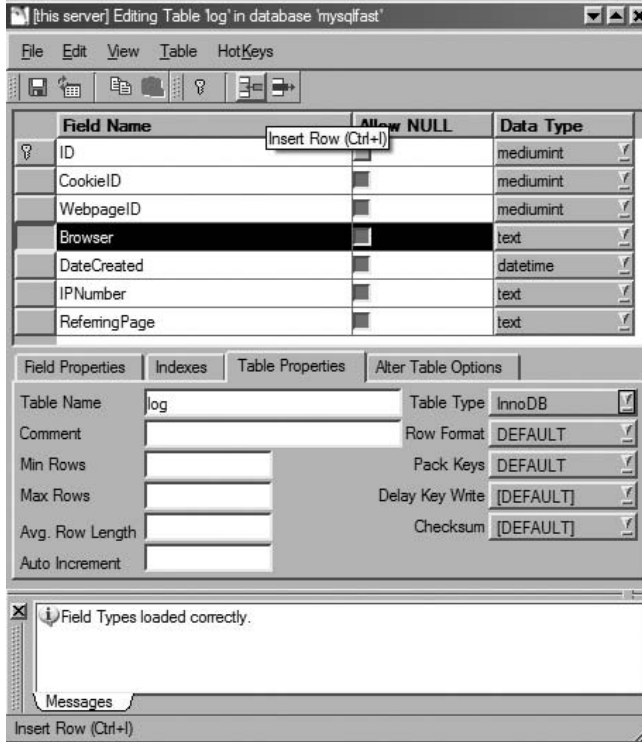 [this server] Editing Table 'log' in database 'mysqlfast'
File Edit View Table HotKeys
Field Name Allow NULL Data Type
Insert Row (Ctrl+I)
ID mediumint
CookieID mediumint
WebpageID mediumint
Browser text
DateCreated datetime
IPNumber text
ReferringPage text
Field Properties Indexes Table Properties Alter Table Options
Table Name log Table Type InnoDB
Comment Row Format DEFAULT
Min Rows Pack Keys DEFAULT
Max Rows Delay Key Write [DEFAULT]
Avg. Row Length Checksum [DEFAULT]
Auto Increment
Field Types loaded correctly.
Messages
Insert Row (Ctrl+I)